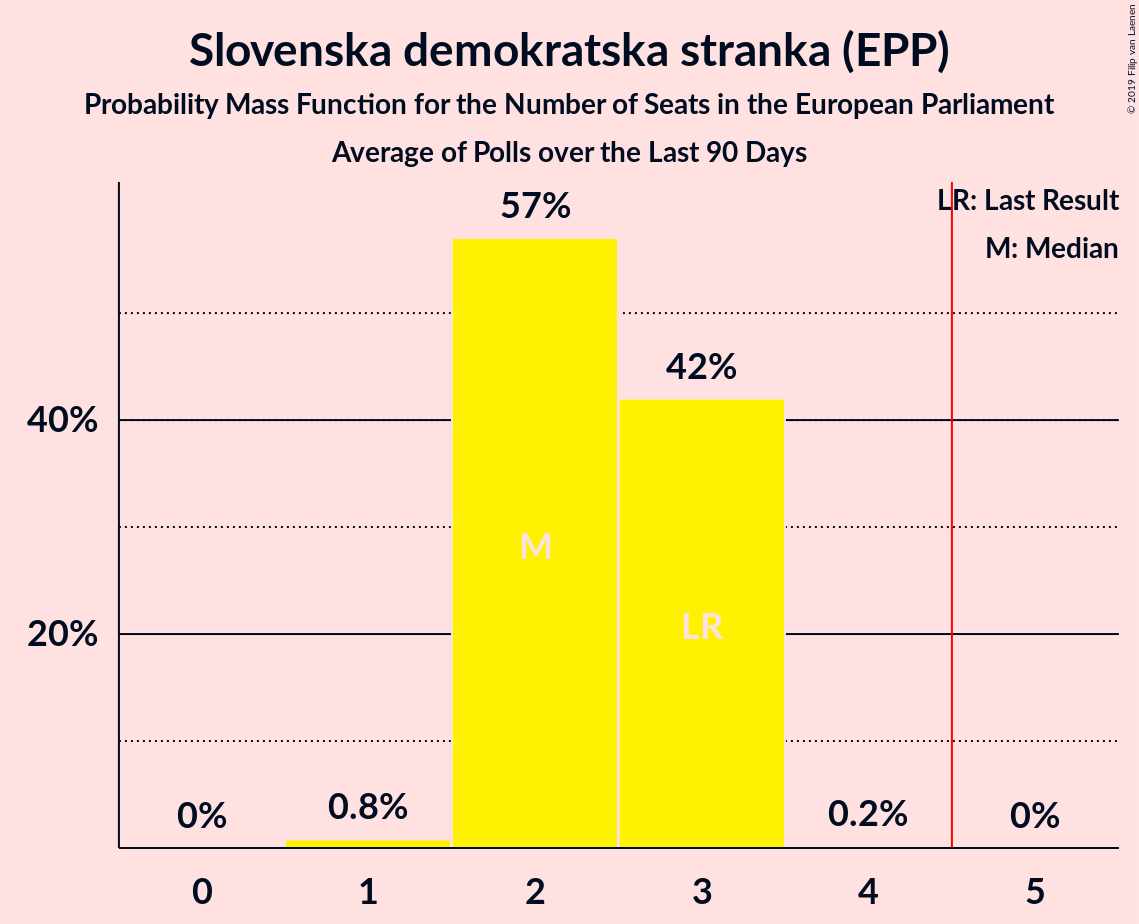 Slovenska demokratska stranka (EPP)
Probability Mass Function for the Number of Seats in the European Parliament
Average of Polls over the Last 90 Days
© 2019 Filip van Laenen
LR: Last Result
M: Median
57%
42%
40%
M
LR
20%
0%
0.8%
0.2%
0%
0 1 2 3 4 5